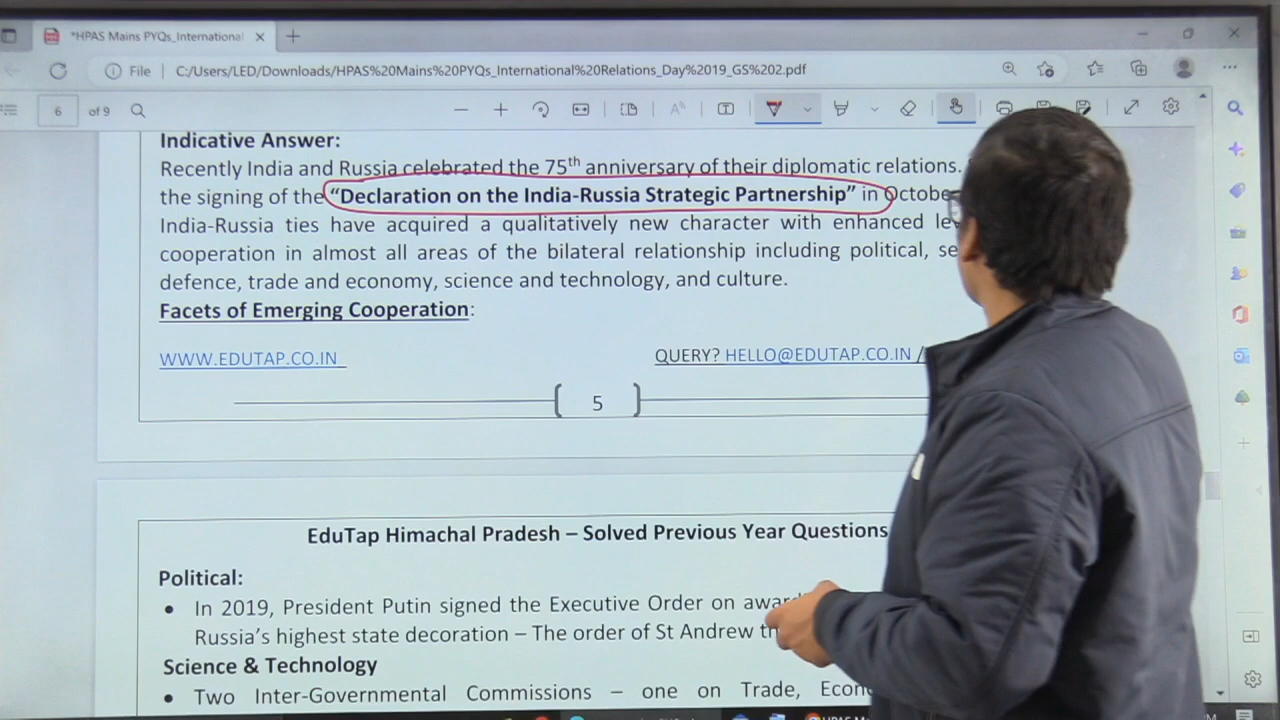 *HPAS Mains PYQs_International
File
C:/Users/LED/Downloads/HPAS%20Mains%20PYQs_International%20Relations_Day%2019_GS%202.pdf
6 of 9
Indicative Answer:
Recently India and Russia celebrated the 75th anniversary of their diplomatic relations.
the signing of the "Declaration on the India-Russia Strategic Partnership" in
India-Russia ties have acquired a qualitatively new character with enhanced
cooperation in almost all areas of the bilateral relationship including political,
defence, trade and economy, science and technology, and culture.
Facets of Emerging Cooperation:
WWW.EDUTAP.CO.IN QUERY? HELLO@EDUTAP.CO.IN /
5
EduTap Himachal Pradesh – Solved Previous Year Questions
Political:
• In 2019, President Putin signed the Executive Order on
Russia's highest state decoration – The order of St Andrew
Science & Technology
• Two Inter-Governmental Commissions – one on Trade,